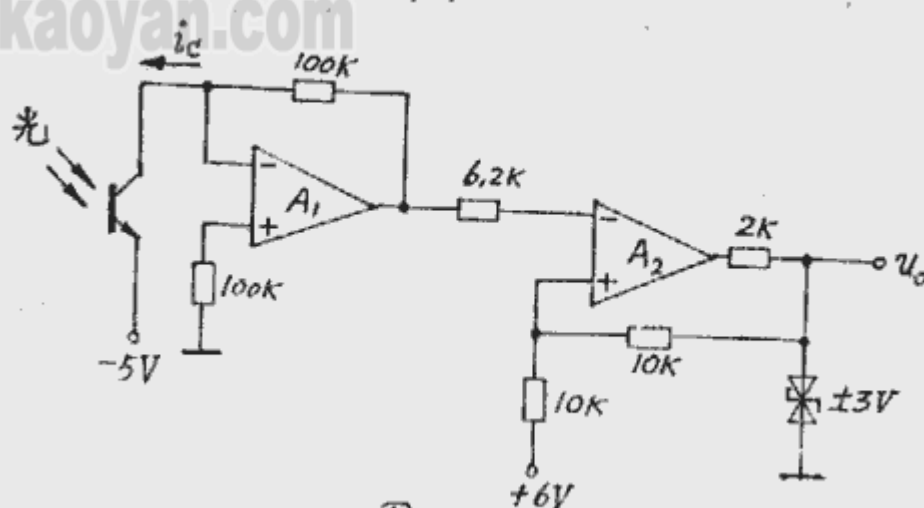 kaoyan.com
i_c
100K
光
−
A₁
+
6.2K
−
A₂
+
2K
u_o
100K
10K
−5V
10K
±3V
+6V